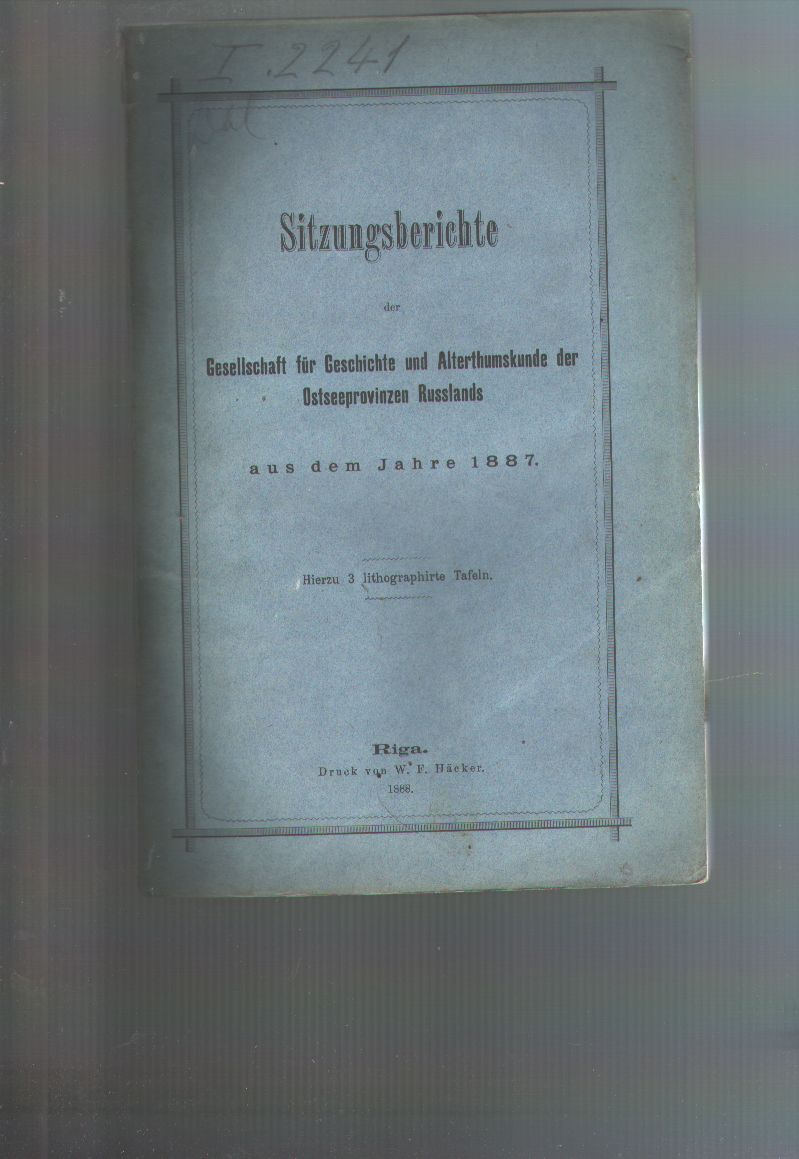 I. 2241
Sitzungsberichte
der
Gesellschaft für Geschichte und Alterthumskunde der
Ostseeprovinzen Russlands
aus dem Jahre 1887.
Hierzu 3 lithographirte Tafeln.
Riga.
Druck von W. F. Häcker.
1888.